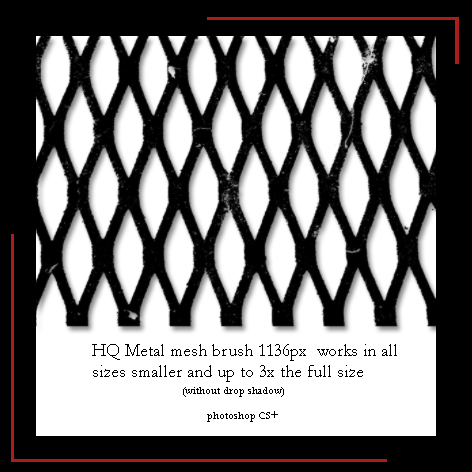 HQ Metal mesh brush 1136px works in all
sizes smaller and up to 3x the full size
(without drop shadow)
photoshop CS+